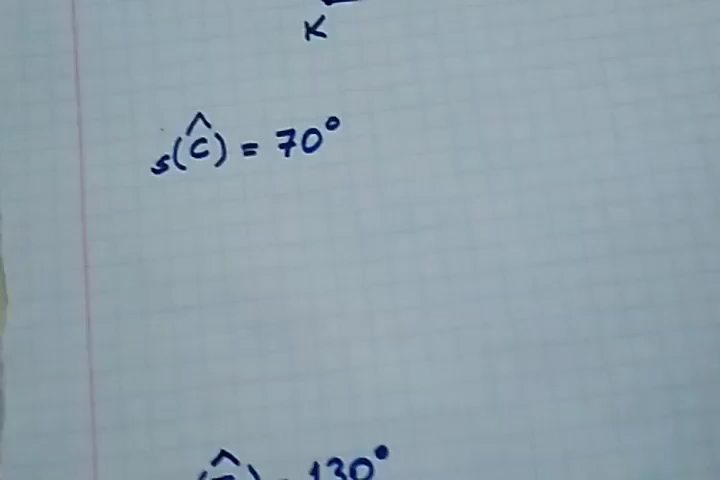 K
s(Ĉ) = 70°
= 130°